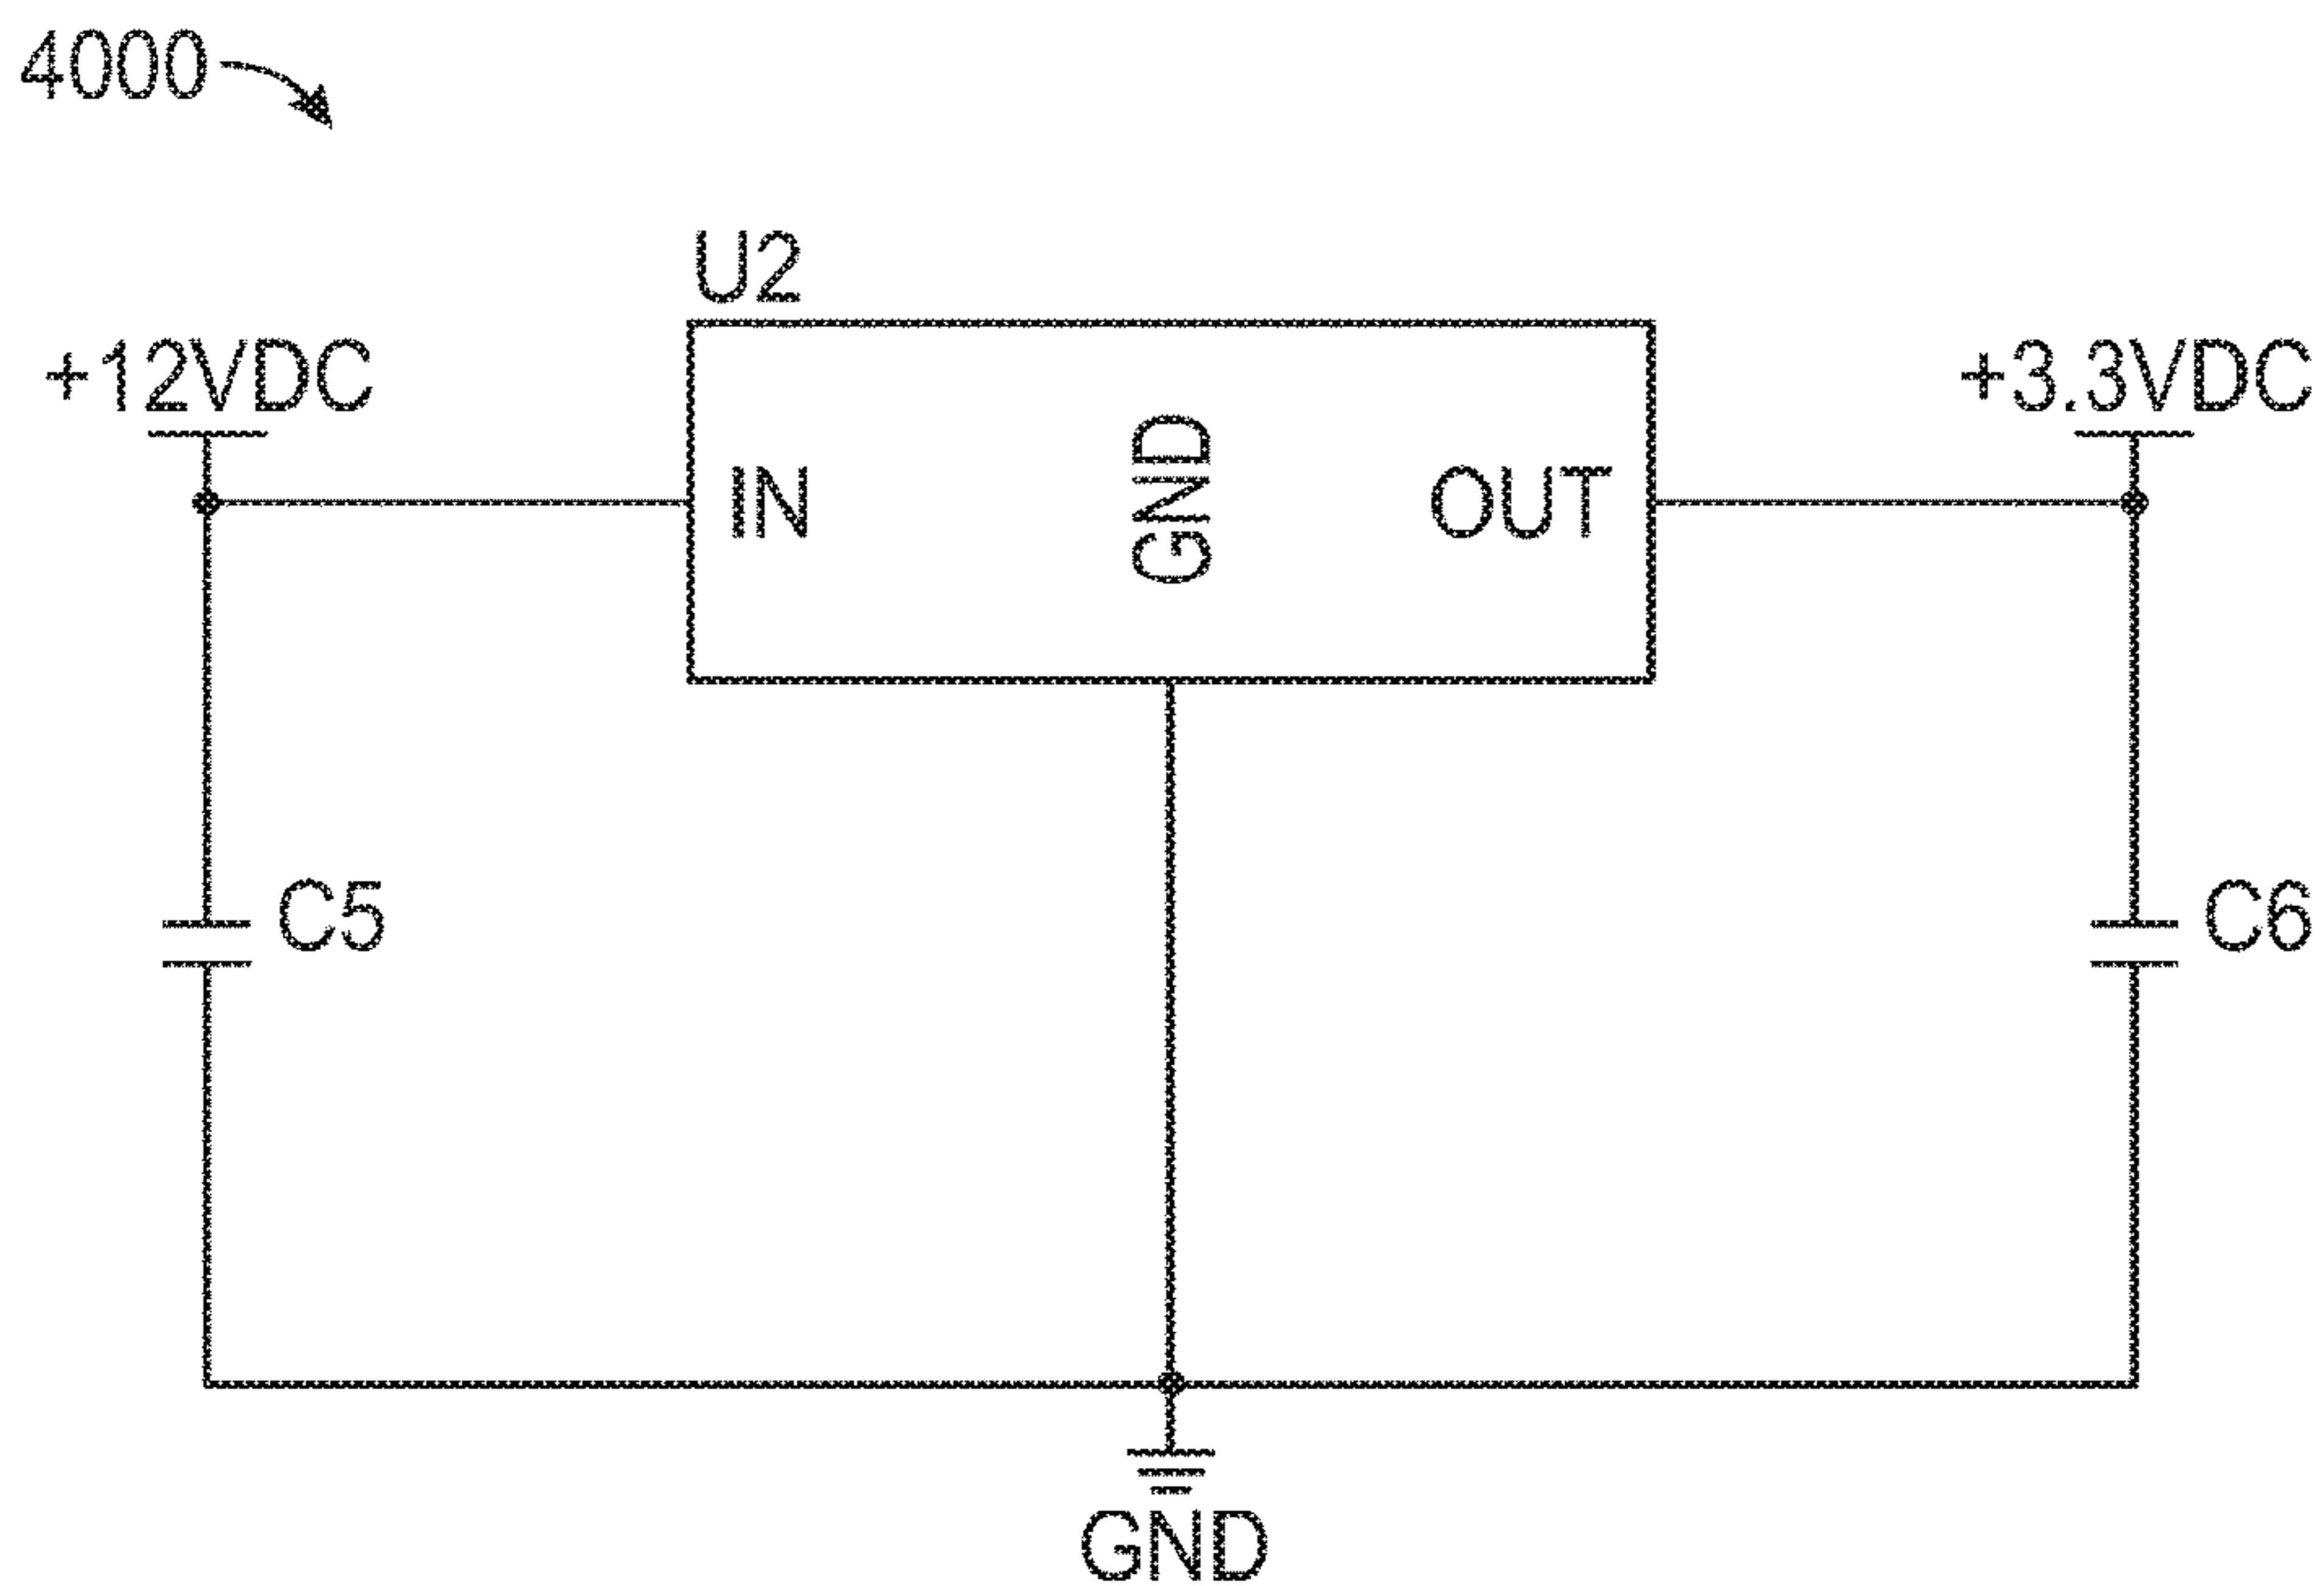 4000
U2
+12VDC
+3.3VDC
IN
GND
OUT
C5
C6
GND